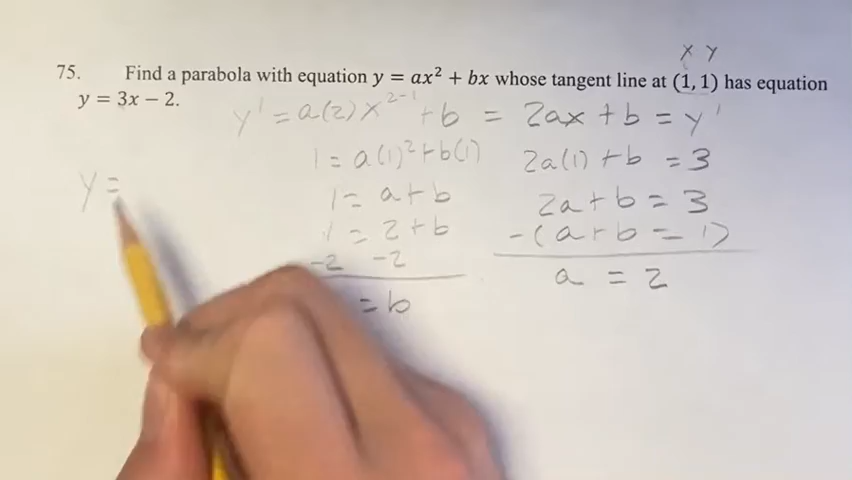 X Y
75. Find a parabola with equation y = ax² + bx whose tangent line at (1, 1) has equation
y = 3x − 2.
y' = a(2)x²⁻¹ + b = 2ax + b = y'
1 = a(1)² + b(1) 2a(1) + b = 3
y = 1 = a + b 2a + b = 3
1 = 2 + b -(a + b = 1)
-2 -2
= b a = 2